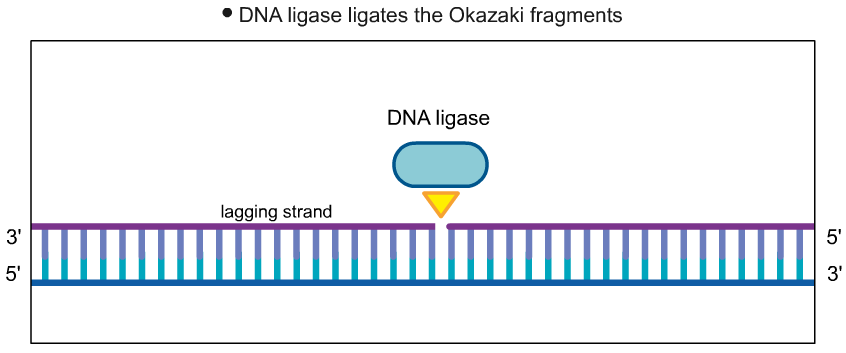 • DNA ligase ligates the Okazaki fragments
DNA ligase
lagging strand
3' 5'
5' 3'